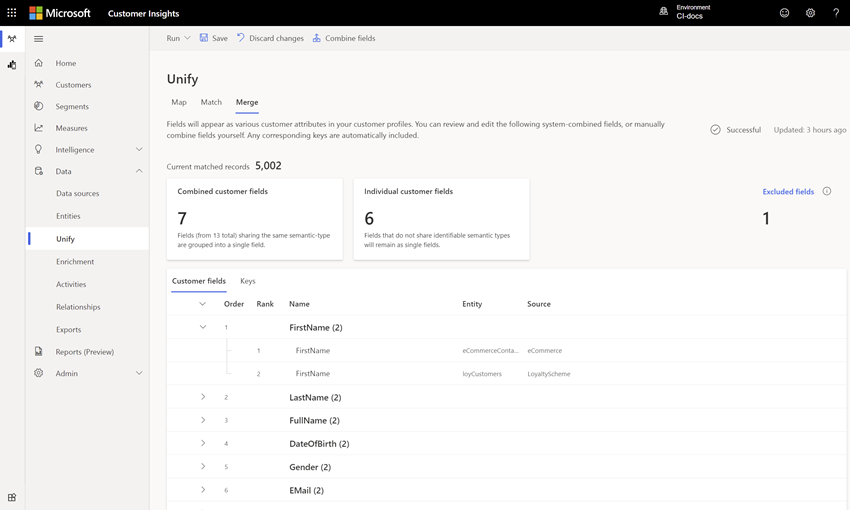 Microsoft Customer Insights
Environment
CI-docs
?
Run Save Discard changes Combine fields
Home
Customers
Segments
Measures
Intelligence
Data
Data sources
Entities
Unify
Enrichment
Activities
Relationships
Exports
Reports (Preview)
Admin
Unify
Map Match Merge
Fields will appear as various customer attributes in your customer profiles. You can review and edit the following system-combined fields, or manually
combine fields yourself. Any corresponding keys are automatically included.
Successful Updated: 3 hours ago
Current matched records 5,002
Combined customer fields
7
Fields (from 13 total) sharing the same semantic-type
are grouped into a single field.
Individual customer fields
6
Fields that do not share identifiable semantic types
will remain as single fields.
Excluded fields
1
Customer fields Keys
Order Rank Name Entity Source
1 FirstName (2)
1 FirstName eCommerceConta... eCommerce
2 FirstName loyCustomers LoyaltyScheme
2 LastName (2)
3 FullName (2)
4 DateOfBirth (2)
5 Gender (2)
6 EMail (2)